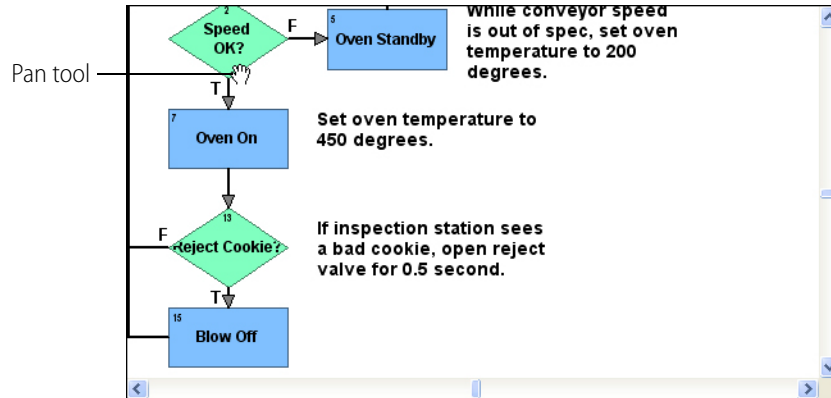 While conveyor speed
is out of spec, set oven
temperature to 200
degrees.
2
Speed
OK?
F
5
Oven Standby
Pan tool
T
7
Oven On
Set oven temperature to
450 degrees.
13
Reject Cookie?
F
If inspection station sees
a bad cookie, open reject
valve for 0.5 second.
T
15
Blow Off